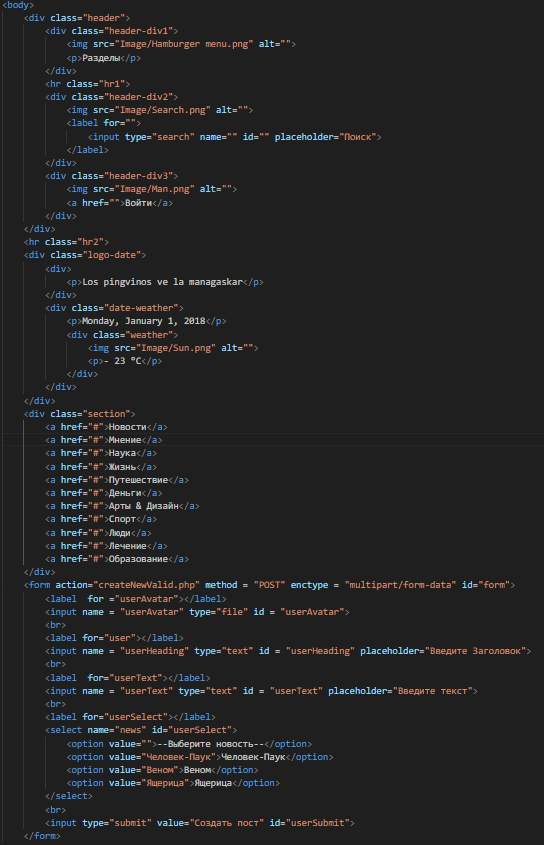 <body>
<div class="header">
<div class="header-div1">
<img src="Image/Hamburger menu.png" alt="">
<p>Разделы</p>
</div>
<hr class="hr1">
<div class="header-div2">
<img src="Image/Search.png" alt="">
<label for="">
<input type="search" name="" id="" placeholder="Поиск">
</label>
</div>
<div class="header-div3">
<img src="Image/Man.png" alt="">
<a href="">Войти</a>
</div>
</div>
<hr class="hr2">
<div class="logo-date">
<div>
<p>Los pingvinos ve la managaskar</p>
</div>
<div class="date-weather">
<p>Monday, January 1, 2018</p>
<div class="weather">
<img src="Image/Sun.png" alt="">
<p>- 23 °C</p>
</div>
</div>
</div>
<div class="section">
<a href="#">Новости</a>
<a href="#">Мнение</a>
<a href="#">Наука</a>
<a href="#">Жизнь</a>
<a href="#">Путешествие</a>
<a href="#">Деньги</a>
<a href="#">Арты & Дизайн</a>
<a href="#">Спорт</a>
<a href="#">Люди</a>
<a href="#">Лечение</a>
<a href="#">Образование</a>
</div>
<form action="createNewValid.php" method = "POST" enctype = "multipart/form-data" id="form">
<label  for ="userAvatar"></label>
<input name = "userAvatar" type="file" id = "userAvatar">
<br>
<label for="user"></label>
<input name = "userHeading" type="text" id = "userHeading" placeholder="Введите Заголовок">
<br>
<label  for="userText"></label>
<input name = "userText" type="text" id = "userText" placeholder="Введите текст">
<br>
<label for="userSelect"></label>
<select name="news" id="userSelect">
<option value="">--Выберите новость--</option>
<option value="Человек-Паук">Человек-Паук</option>
<option value="Веном">Веном</option>
<option value="Ящерица">Ящерица</option>
</select>
<br>
<input type="submit" value="Создать пост" id="userSubmit">
</form>